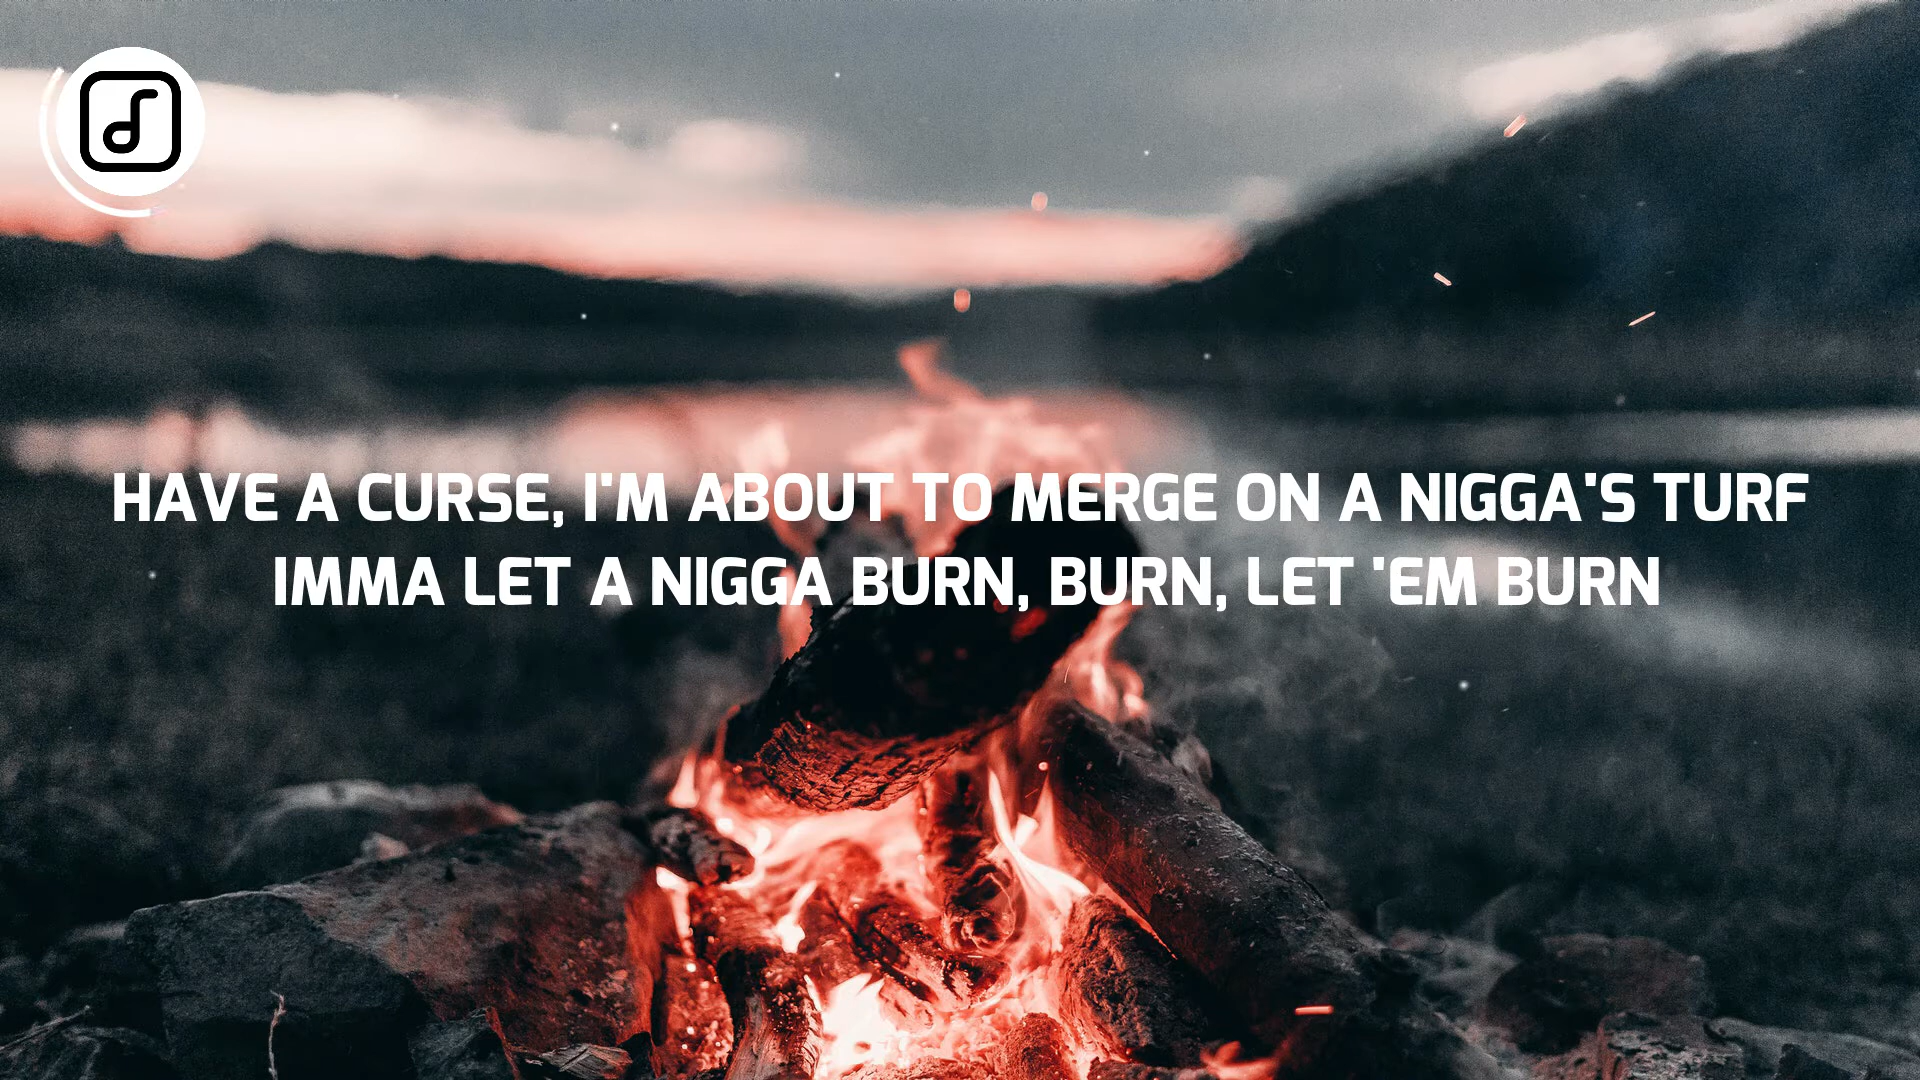 HAVE A CURSE, I'M ABOUT TO MERGE ON A NIGGA'S TURF
IMMA LET A NIGGA BURN, BURN, LET 'EM BURN